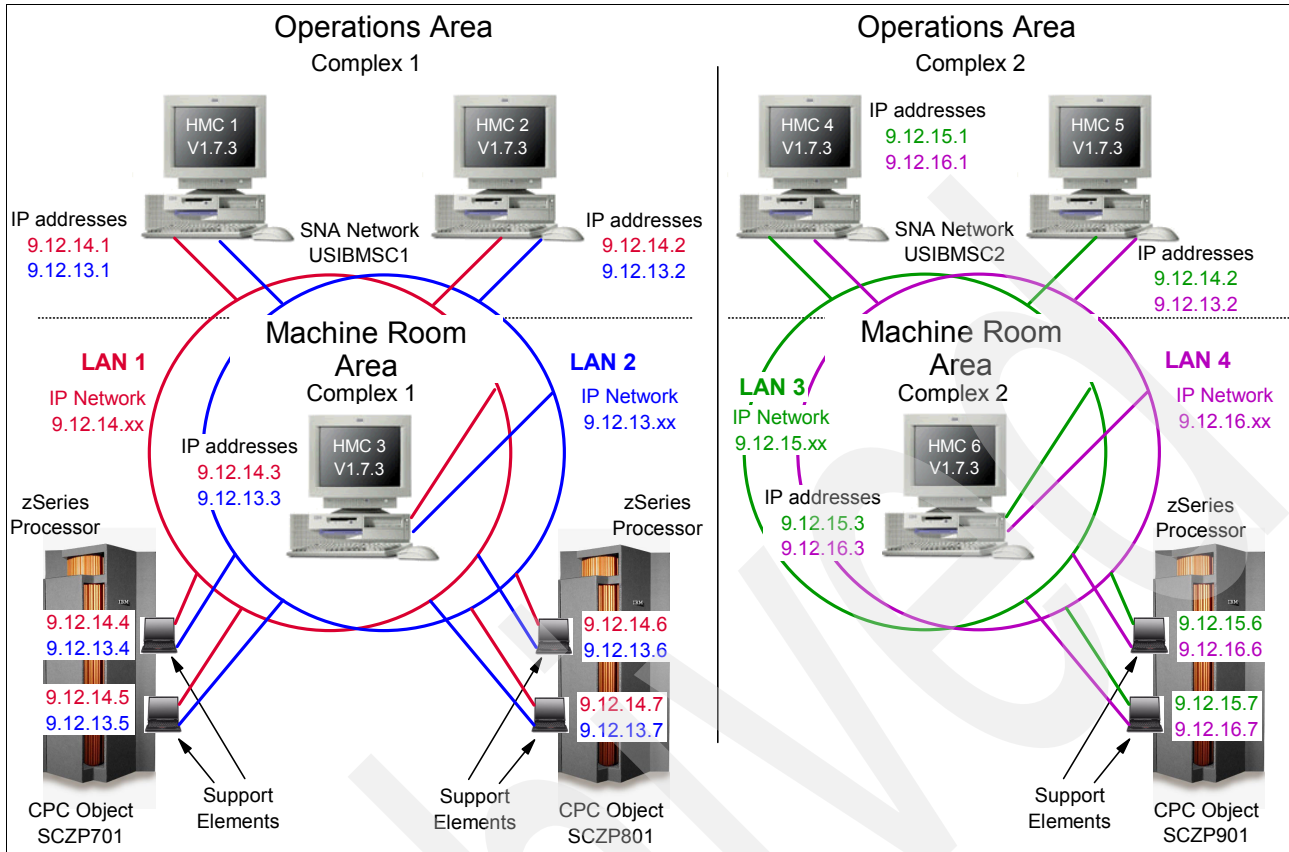 Operations Area
Complex 1
HMC 1
V1.7.3
HMC 2
V1.7.3
IP addresses
9.12.14.1
9.12.13.1
SNA Network
USIBMSC1
IP addresses
9.12.14.2
9.12.13.2
Machine Room
Area
Complex 1
LAN 1
IP Network
9.12.14.xx
LAN 2
IP Network
9.12.13.xx
IP addresses
9.12.14.3
9.12.13.3
HMC 3
V1.7.3
zSeries
Processor
zSeries
Processor
IBM
9.12.14.4
9.12.13.4
9.12.14.5
9.12.13.5
IBM
9.12.14.6
9.12.13.6
9.12.14.7
9.12.13.7
Support
Elements
Support
Elements
CPC Object
SCZP701
CPC Object
SCZP801
Operations Area
Complex 2
HMC 4
V1.7.3
IP addresses
9.12.15.1
9.12.16.1
HMC 5
V1.7.3
SNA Network
USIBMSC2
IP addresses
9.12.14.2
9.12.13.2
Machine Room
Area
Complex 2
LAN 3
IP Network
9.12.15.xx
LAN 4
IP Network
9.12.16.xx
HMC 6
V1.7.3
IP addresses
9.12.15.3
9.12.16.3
zSeries
Processor
IBM
9.12.15.6
9.12.16.6
9.12.15.7
9.12.16.7
Support
Elements
CPC Object
SCZP901